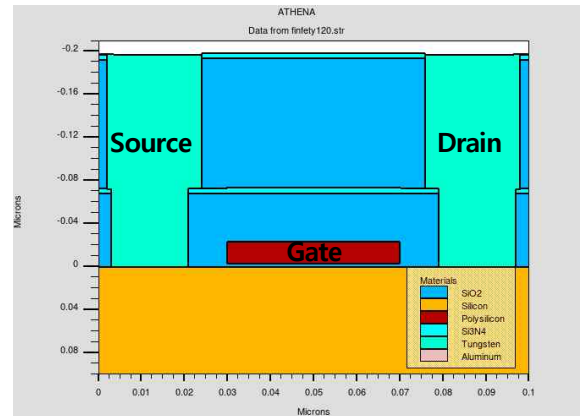 ATHENA
Data from finfety120.str
-0.2
-0.16
-0.12
-0.08
-0.04
0
0.04
0.08
Microns
Source
Drain
Gate
Materials
SiO2
Silicon
Polysilicon
Si3N4
Tungsten
Aluminum
0 0.01 0.02 0.03 0.04 0.05 0.06 0.07 0.08 0.09 0.1
Microns